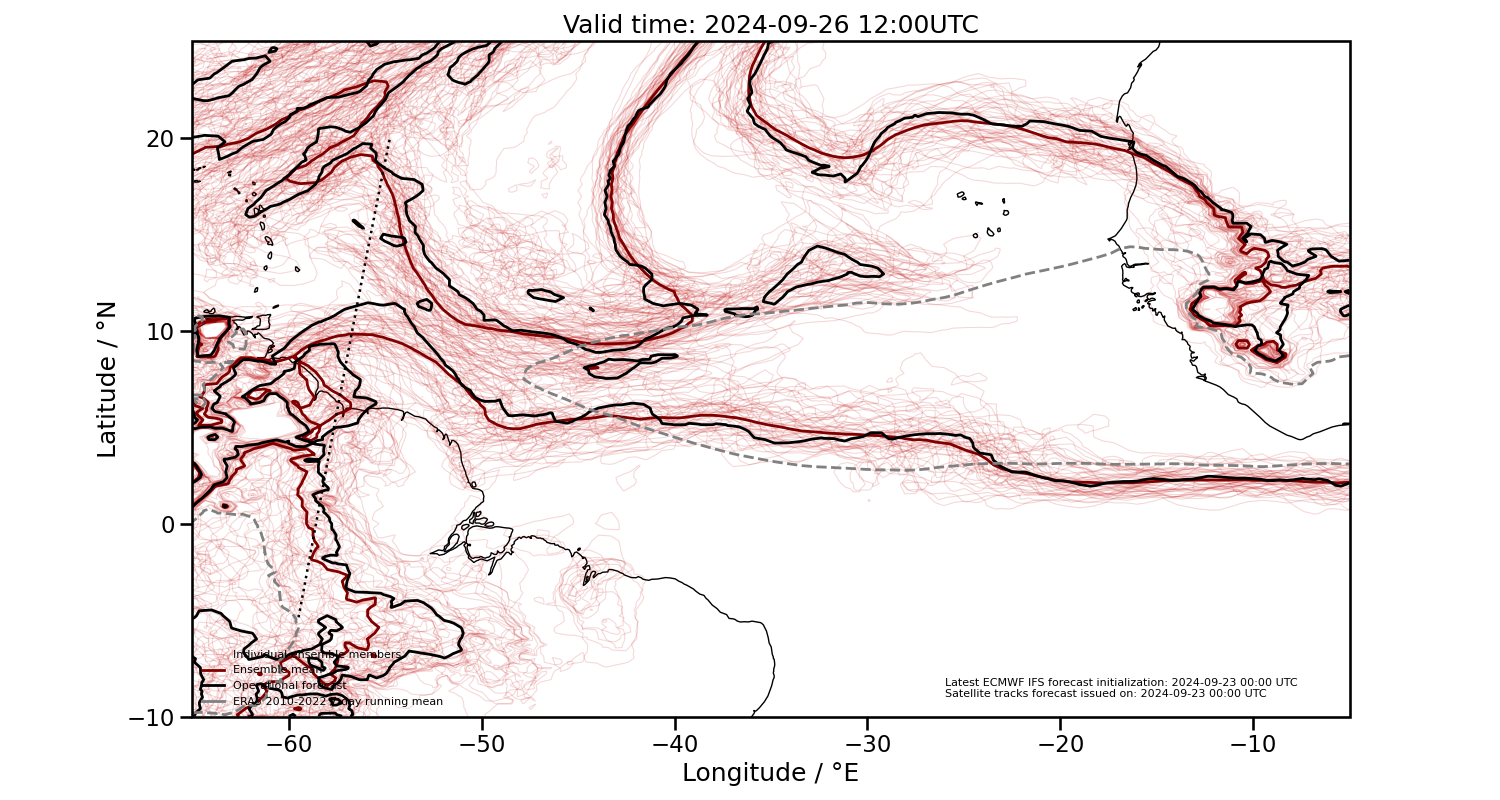 Valid time: 2024-09-26 12:00UTC
Latitude / °N
20
10
0
−10
Individual ensemble members
Ensemble mean
Operational forecast
ERA5 2010-2022 day running mean
Latest ECMWF IFS forecast initialization: 2024-09-23 00:00 UTC
Satellite tracks forecast issued on: 2024-09-23 00:00 UTC
−60
−50
−40
−30
−20
−10
Longitude / °E